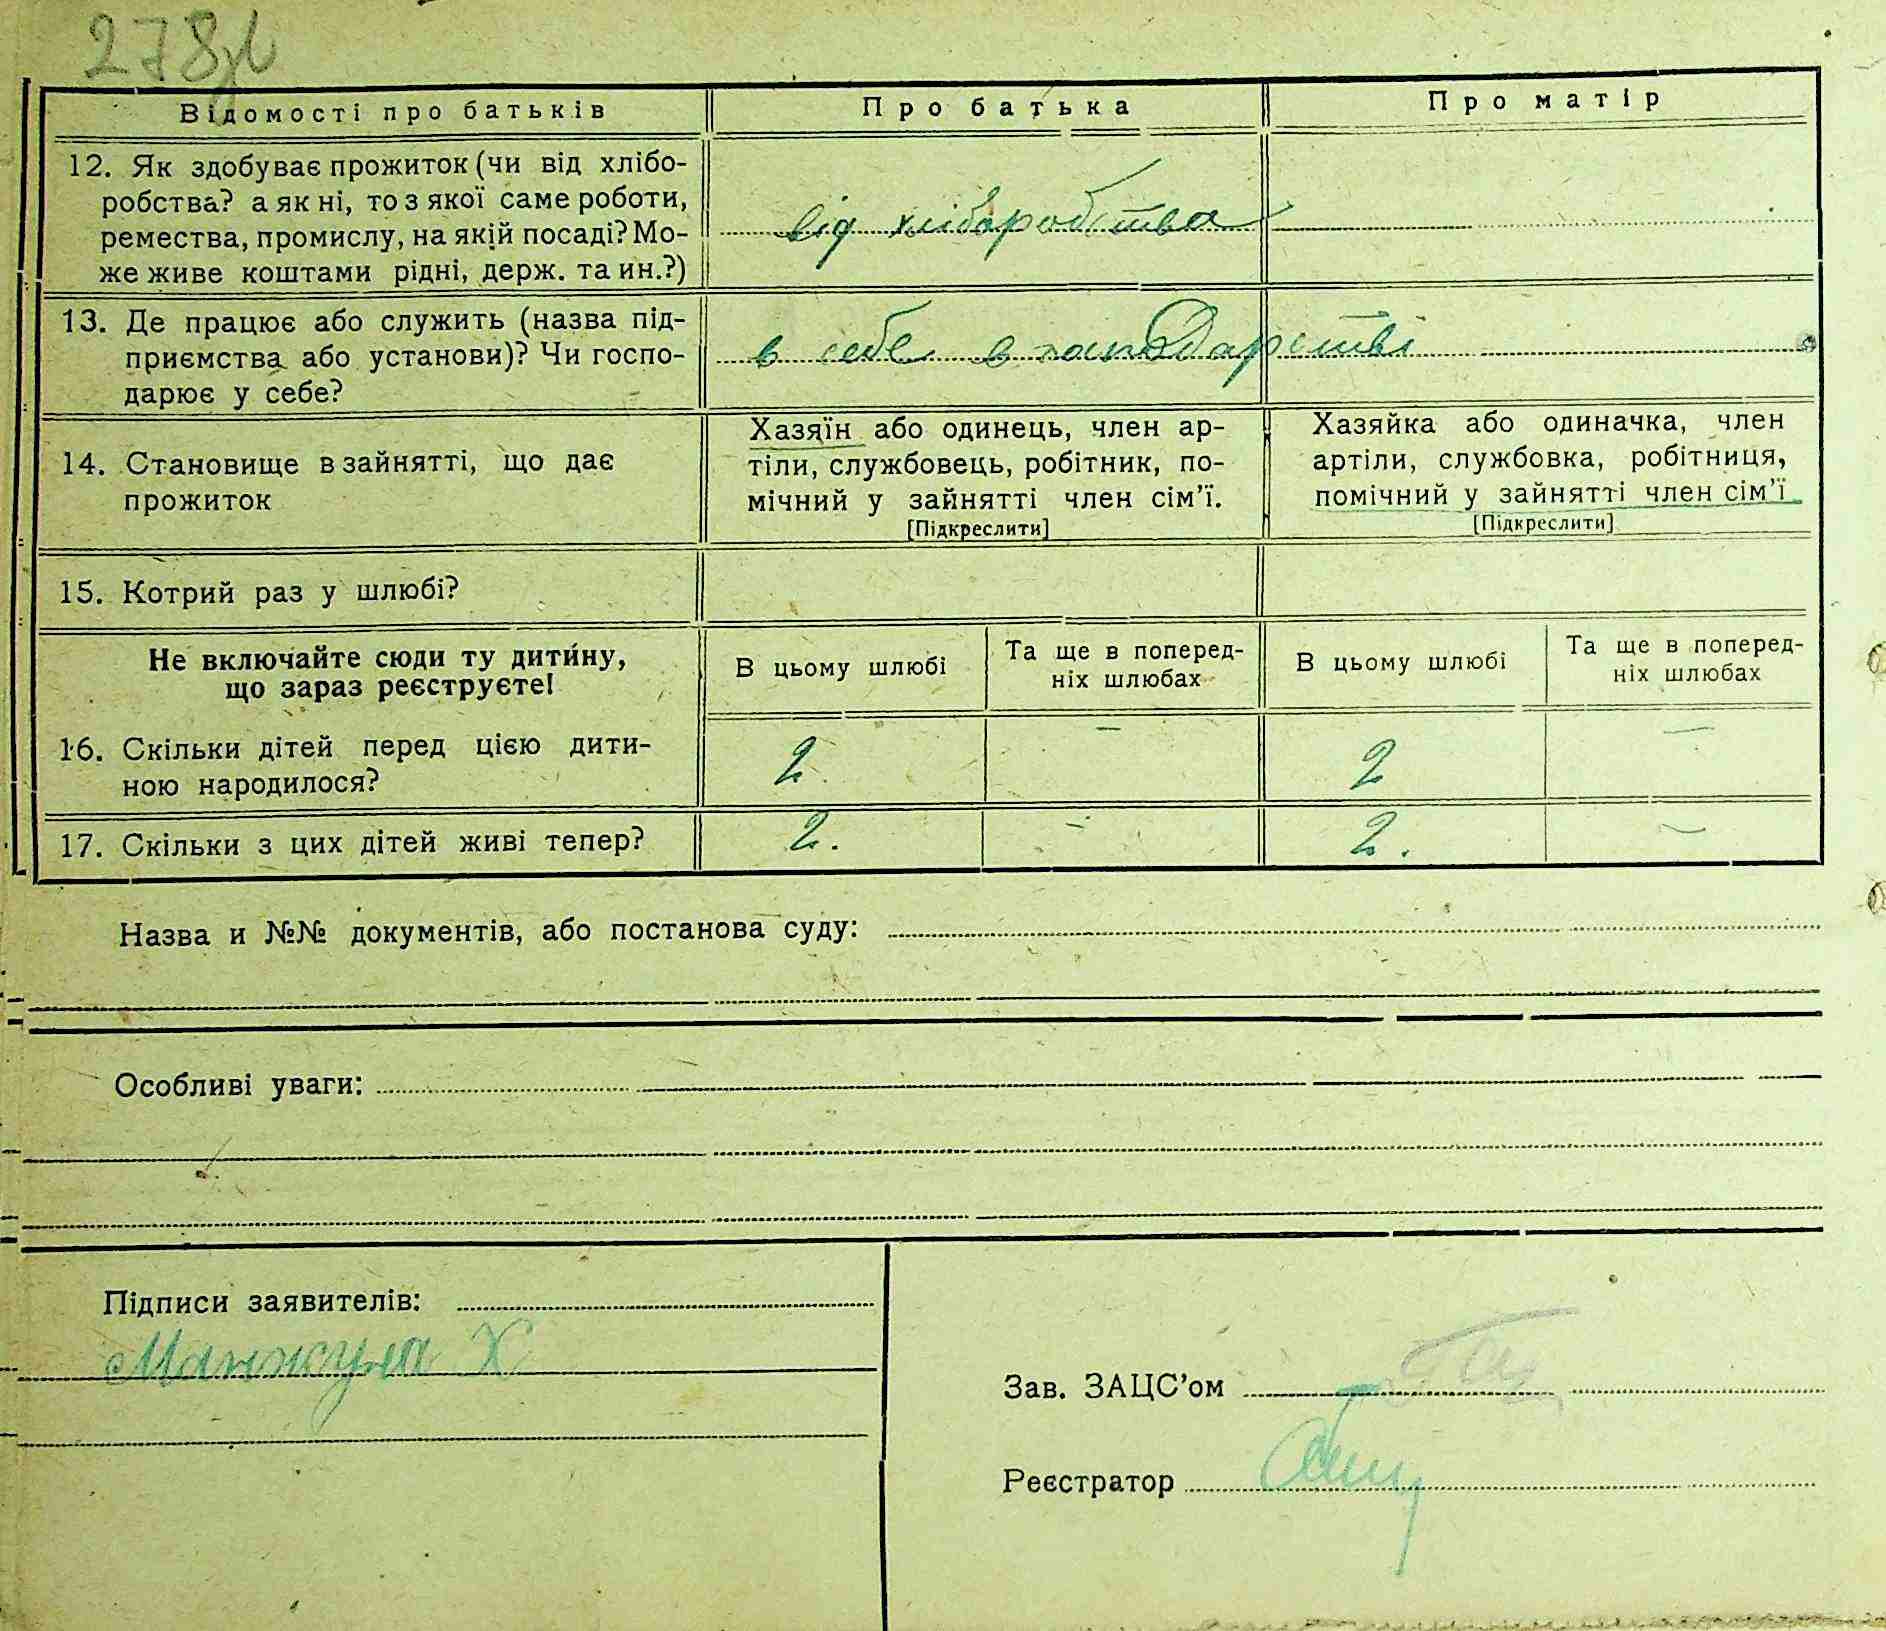 278
Відомості про батьків
Про батька
Про матір
12. Як здобуває прожиток (чи від хлібо-
робства? а як ні, то з якої саме роботи,
ремества, промислу, на якій посаді? Мо-
же живе коштами рідні, держ. та ин.?)
від хліборобства
13. Де працює або служить (назва під-
приємства або установи)? Чи госпо-
дарює у себе?
в себе в господарстві
14. Становище в зайнятті, що дає
прожиток
Хазяїн або одинець, член ар-
тіли, службовець, робітник, по-
мічний у зайнятті член сім’ї.
[Підкреслити]
Хазяйка або одиначка, член
артіли, службовка, робітниця,
помічний у зайнятті член сім’ї
[Підкреслити]
15. Котрий раз у шлюбі?
Не включайте сюди ту дитину,
що зараз реєструєте!
В цьому шлюбі
Та ще в поперед-
ніх шлюбах
В цьому шлюбі
Та ще в поперед-
ніх шлюбах
16. Скільки дітей перед цією дити-
ною народилося?
2. – 2 –
17. Скільки з цих дітей живі тепер?
2. – 2. –
Назва и №№ документів, або постанова суду:
Особливі уваги:
Підписи заявителів:
Манжула Х
Зав. ЗАЦС’ом
Реєстратор